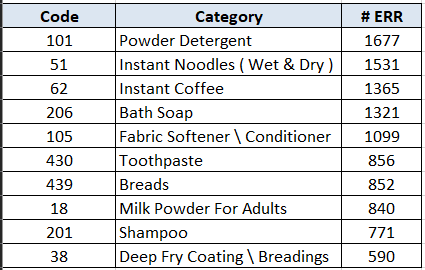 Code Category # ERR
101 Powder Detergent 1677
51 Instant Noodles ( Wet & Dry ) 1531
62 Instant Coffee 1365
206 Bath Soap 1321
105 Fabric Softener \ Conditioner 1099
430 Toothpaste 856
439 Breads 852
18 Milk Powder For Adults 840
201 Shampoo 771
38 Deep Fry Coating \ Breadings 590